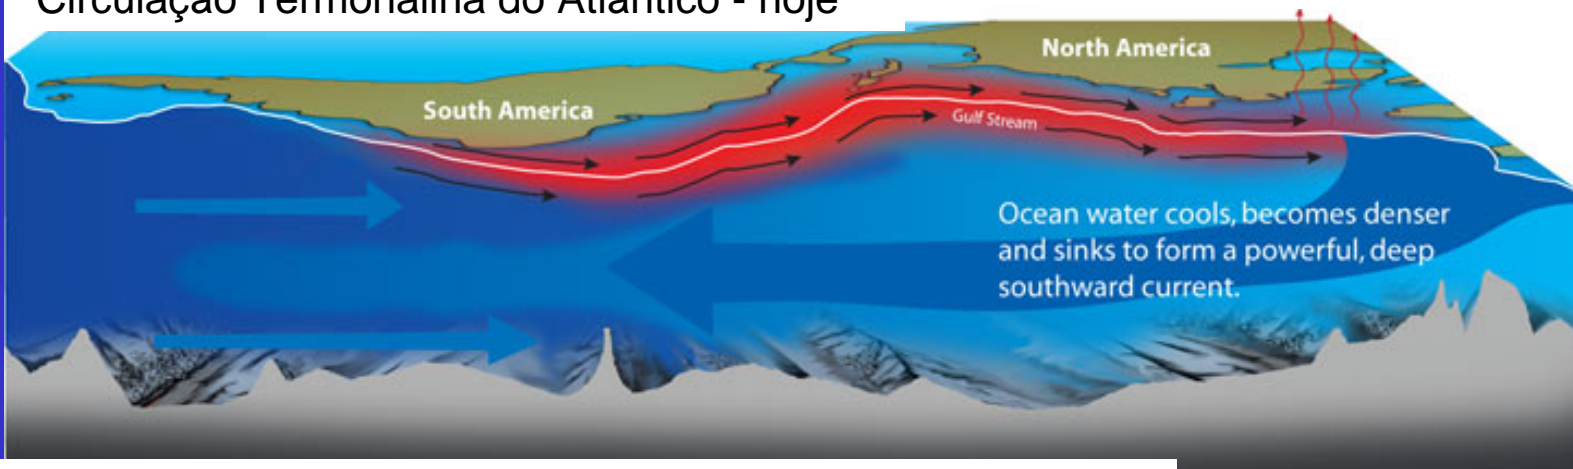 Circulação Termohalina do Atlântico - hoje
North America
South America
Gulf Stream
Ocean water cools, becomes denser
and sinks to form a powerful, deep
southward current.